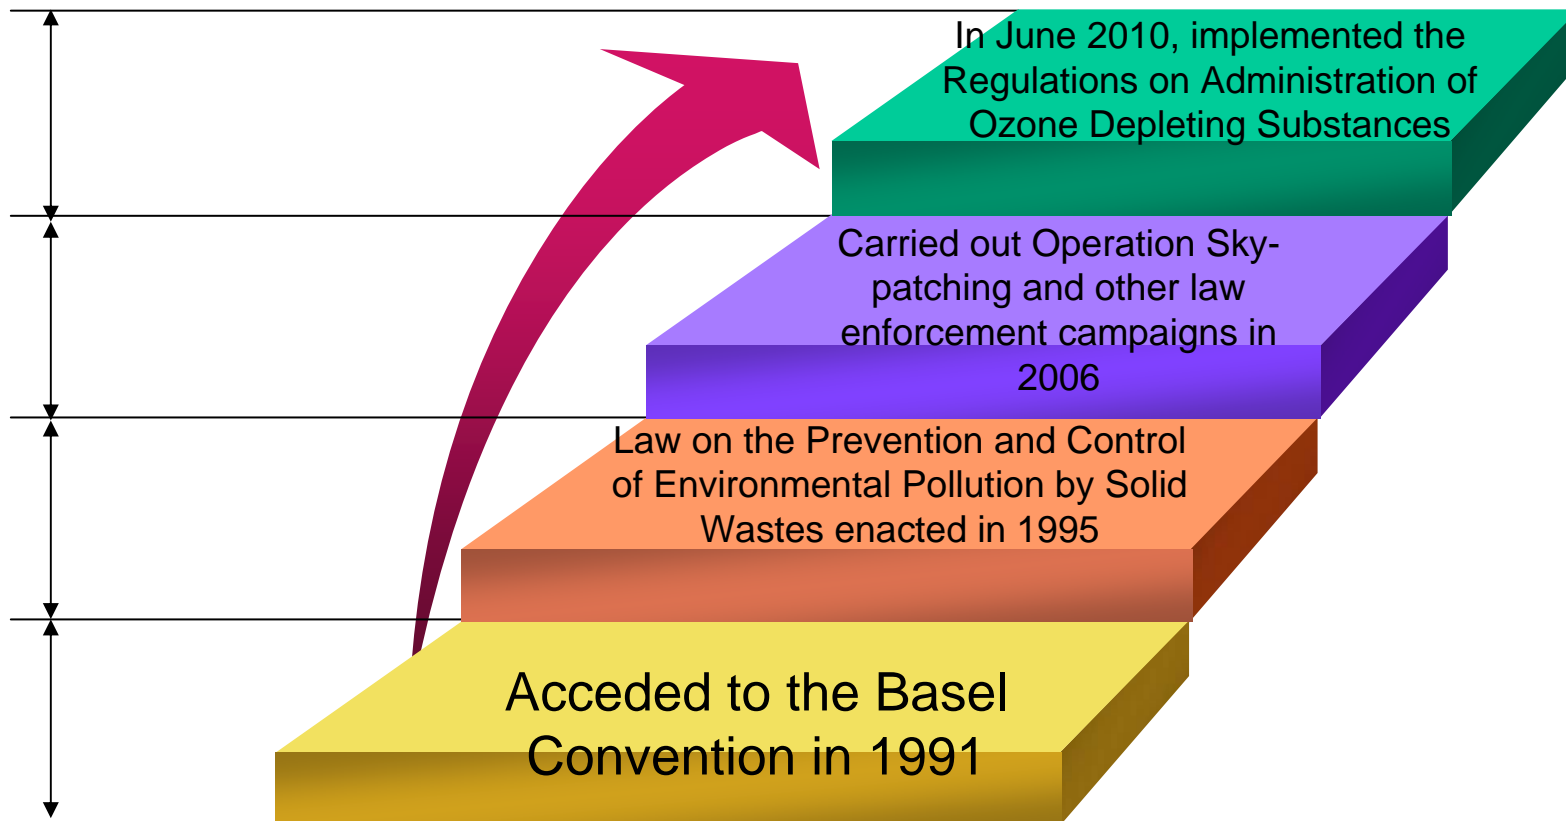 In June 2010, implemented the
Regulations on Administration of
Ozone Depleting Substances
Carried out Operation Sky-
patching and other law
enforcement campaigns in
2006
Law on the Prevention and Control
of Environmental Pollution by Solid
Wastes enacted in 1995
Acceded to the Basel
Convention in 1991